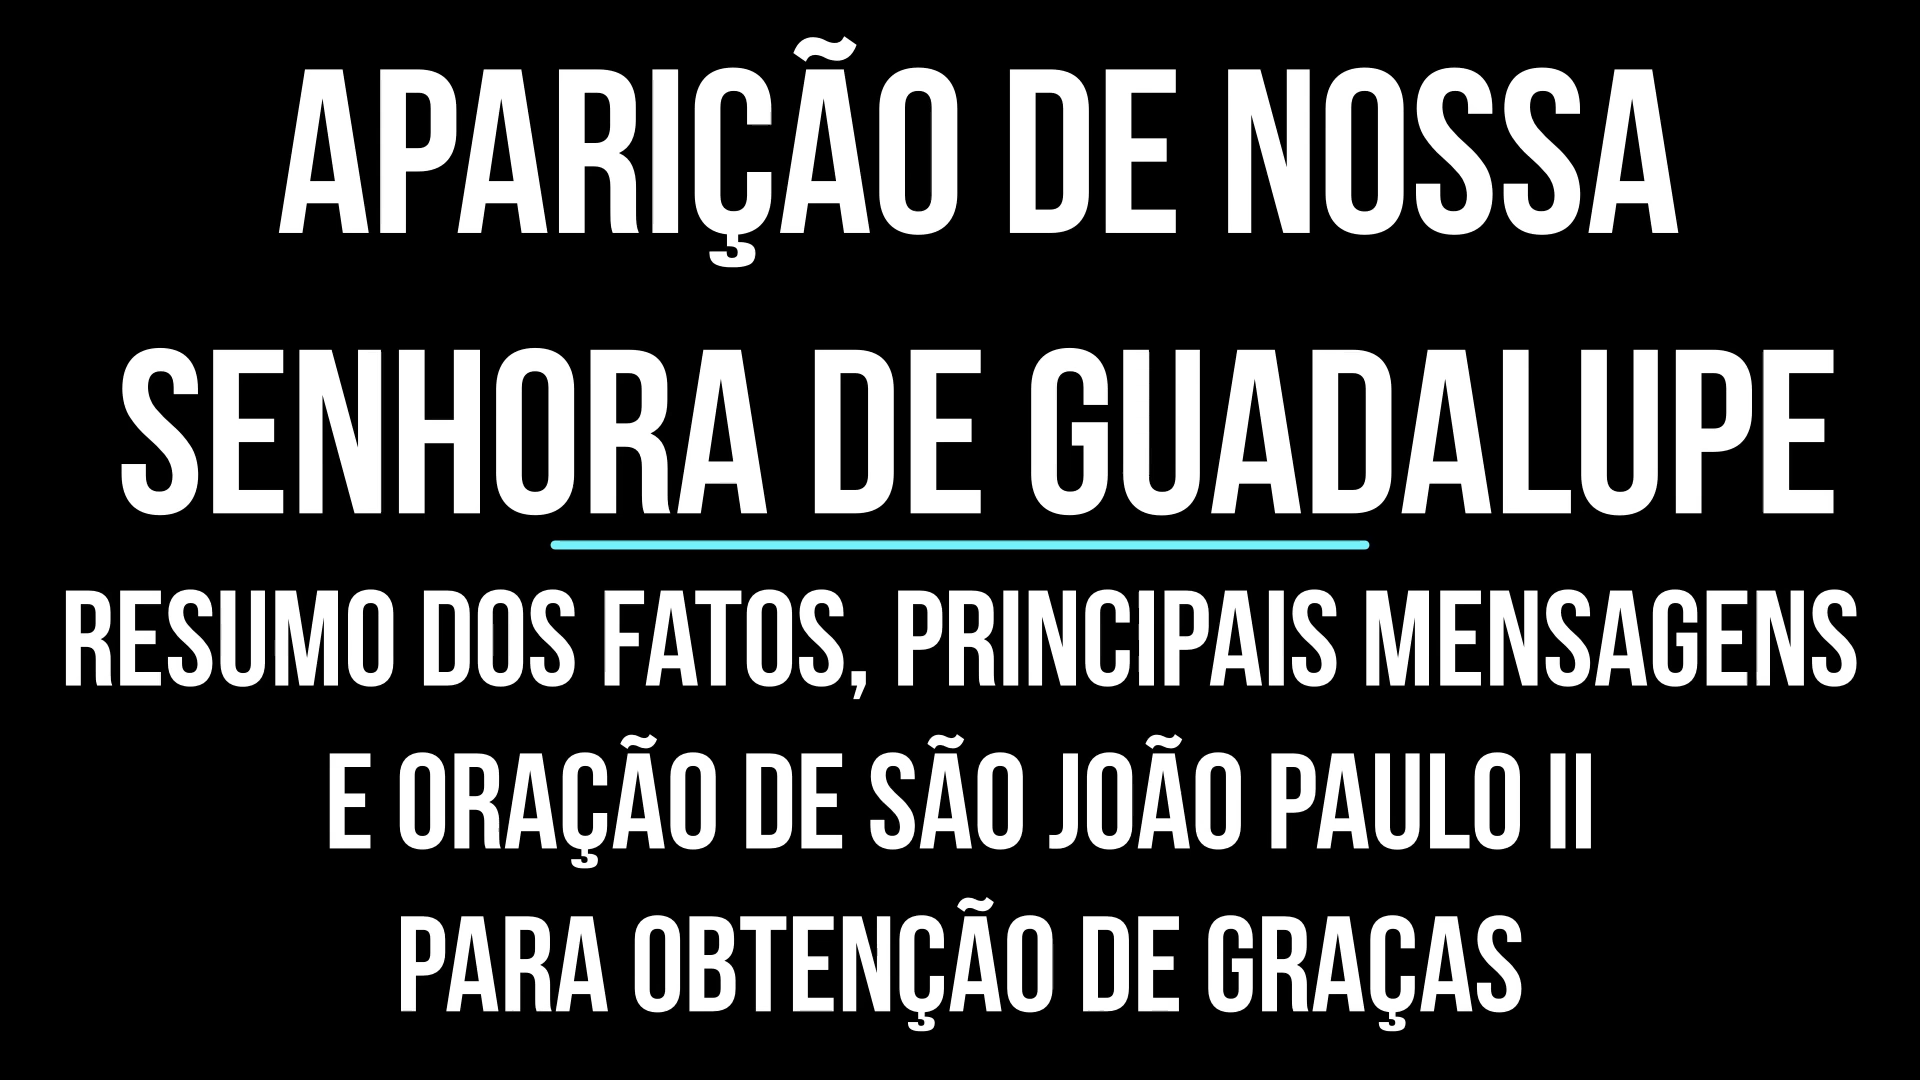 APARIÇÃO DE NOSSA
SENHORA DE GUADALUPE
RESUMO DOS FATOS, PRINCIPAIS MENSAGENS
E ORAÇÃO DE SÃO JOÃO PAULO II
PARA OBTENÇÃO DE GRAÇAS